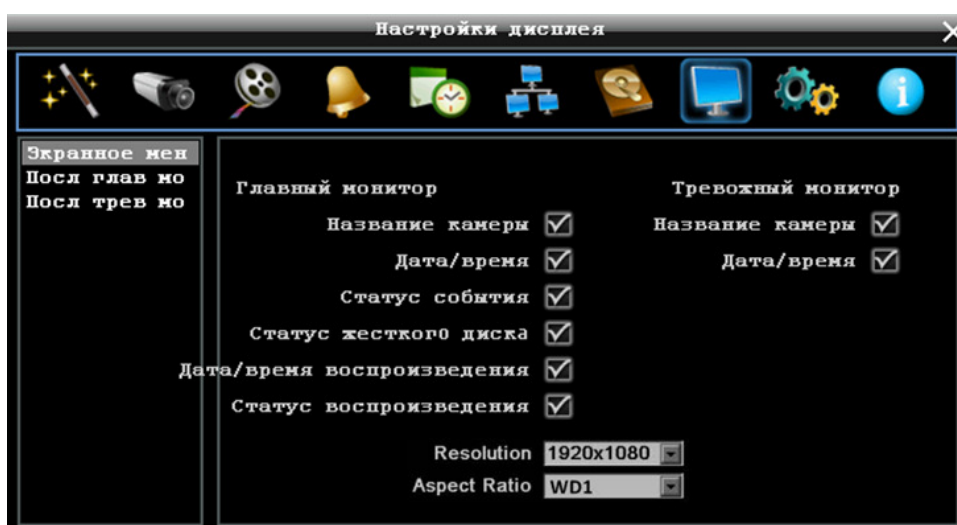 Настройки дисплея
Экранное мен
Посл глав мо
Посл трев мо
Главный монитор
Название камеры
Дата/время
Статус события
Статус жесткого диска
Дата/время воспроизведения
Статус воспроизведения
Resolution 1920x1080
Aspect Ratio WD1
Тревожный монитор
Название камеры
Дата/время